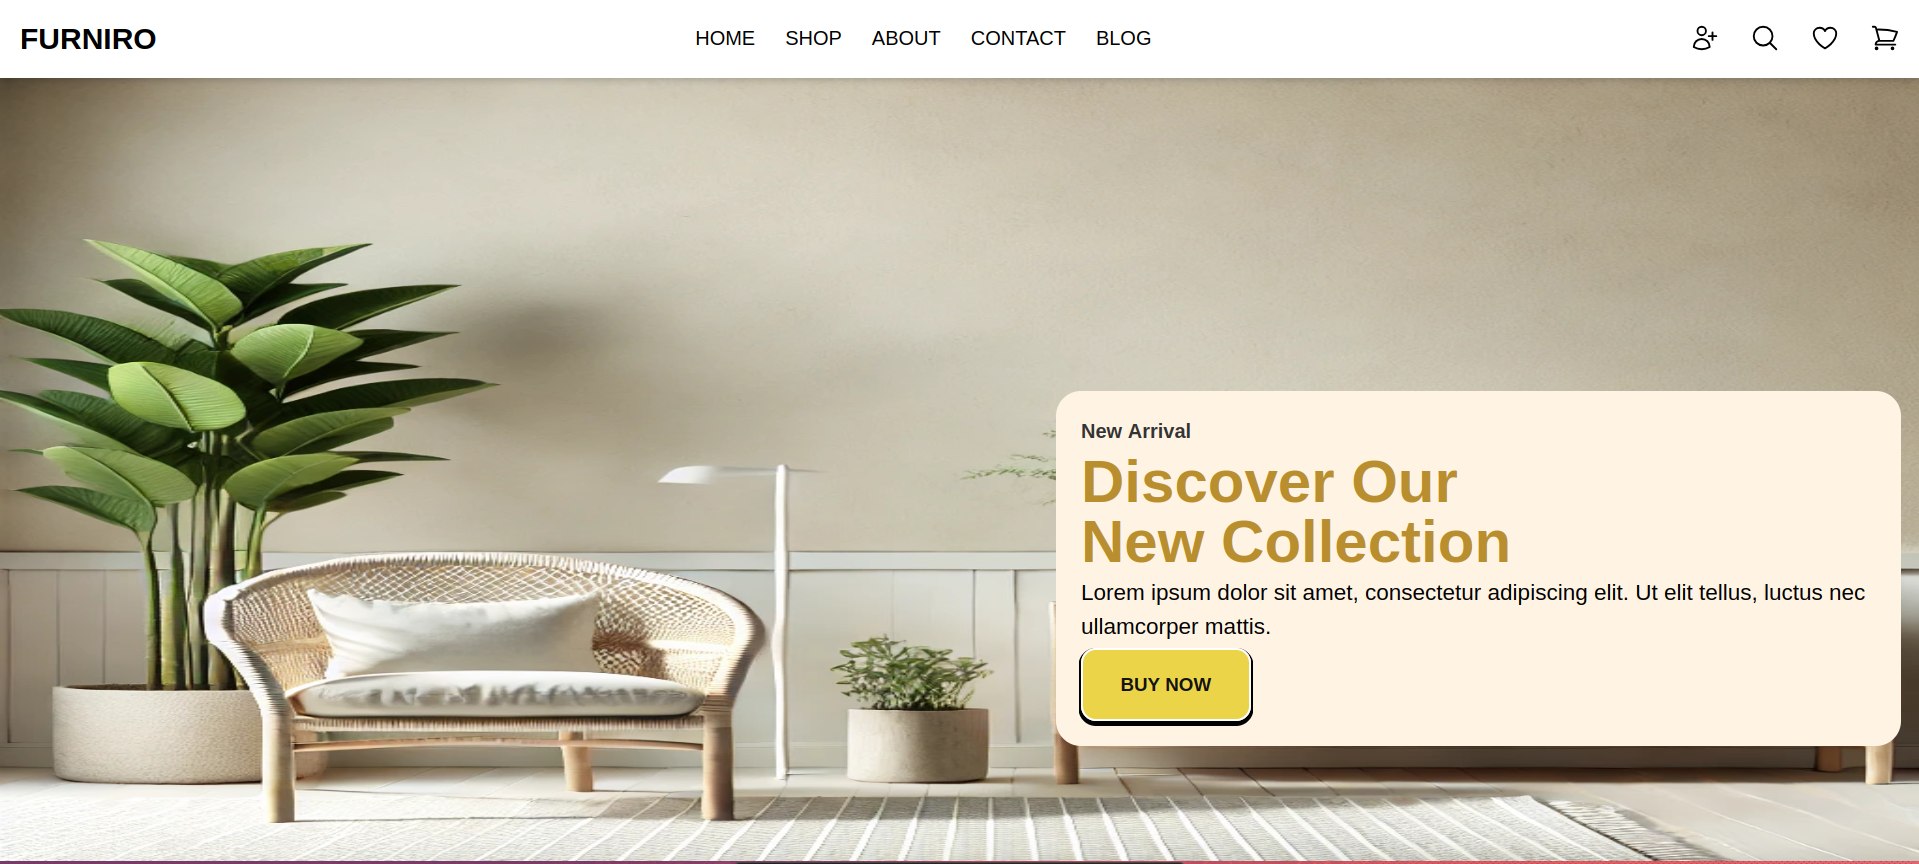 FURNIRO
HOME SHOP ABOUT CONTACT BLOG
New Arrival
Discover Our
New Collection
Lorem ipsum dolor sit amet, consectetur adipiscing elit. Ut elit tellus, luctus nec
ullamcorper mattis.
BUY NOW